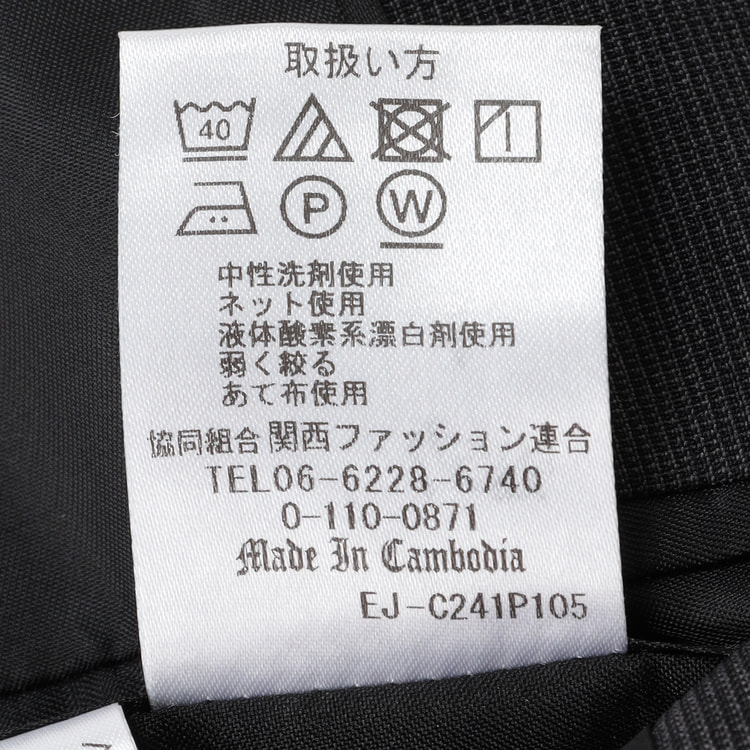 取扱い方
40
P W
中性洗剤使用
ネット使用
液体酸素系漂白剤使用
弱く絞る
あて布使用
協同組合 関西ファッション連合
TEL06-6228-6740
0-110-0871
Made In Cambodia
EJ-C241P105